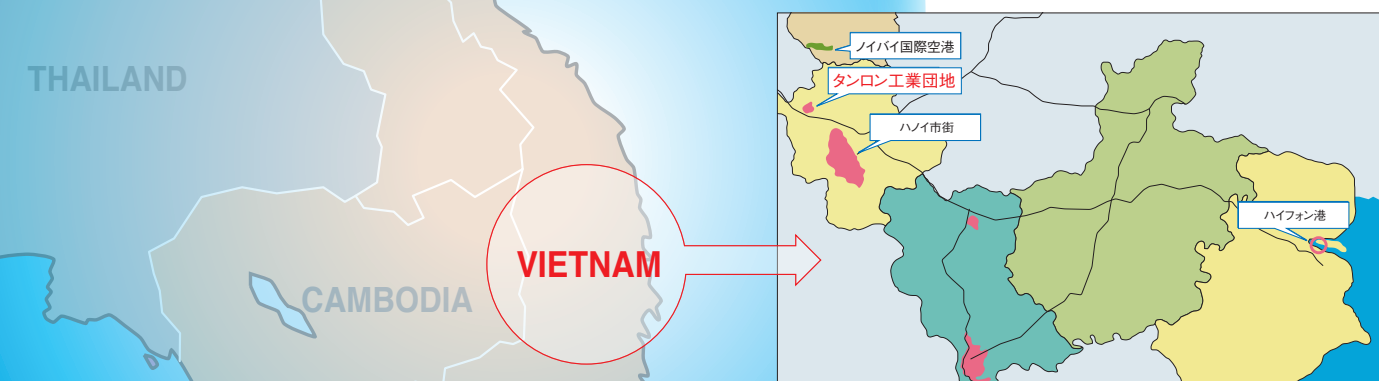 THAILAND
CAMBODIA
VIETNAM
ノイバイ国際空港
タンロン工業団地
ハノイ市街
ハイフォン港